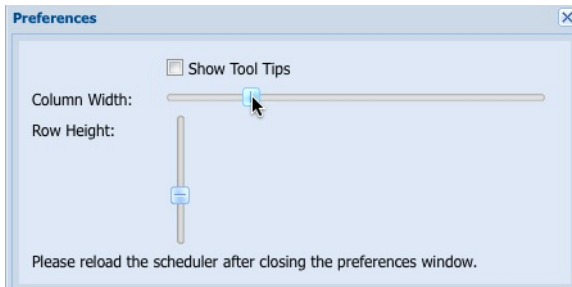 Preferences
Show Tool Tips
Column Width:
Row Height:
Please reload the scheduler after closing the preferences window.